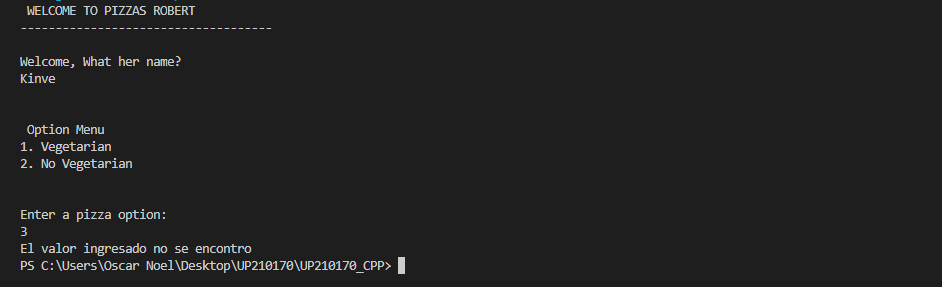 WELCOME TO PIZZAS ROBERT
------------------------------------
Welcome, What her name?
Kinve
Option Menu
1. Vegetarian
2. No Vegetarian
Enter a pizza option:
3
El valor ingresado no se encontro
PS C:\Users\Oscar Noel\Desktop\UP210170\UP210170_CPP>